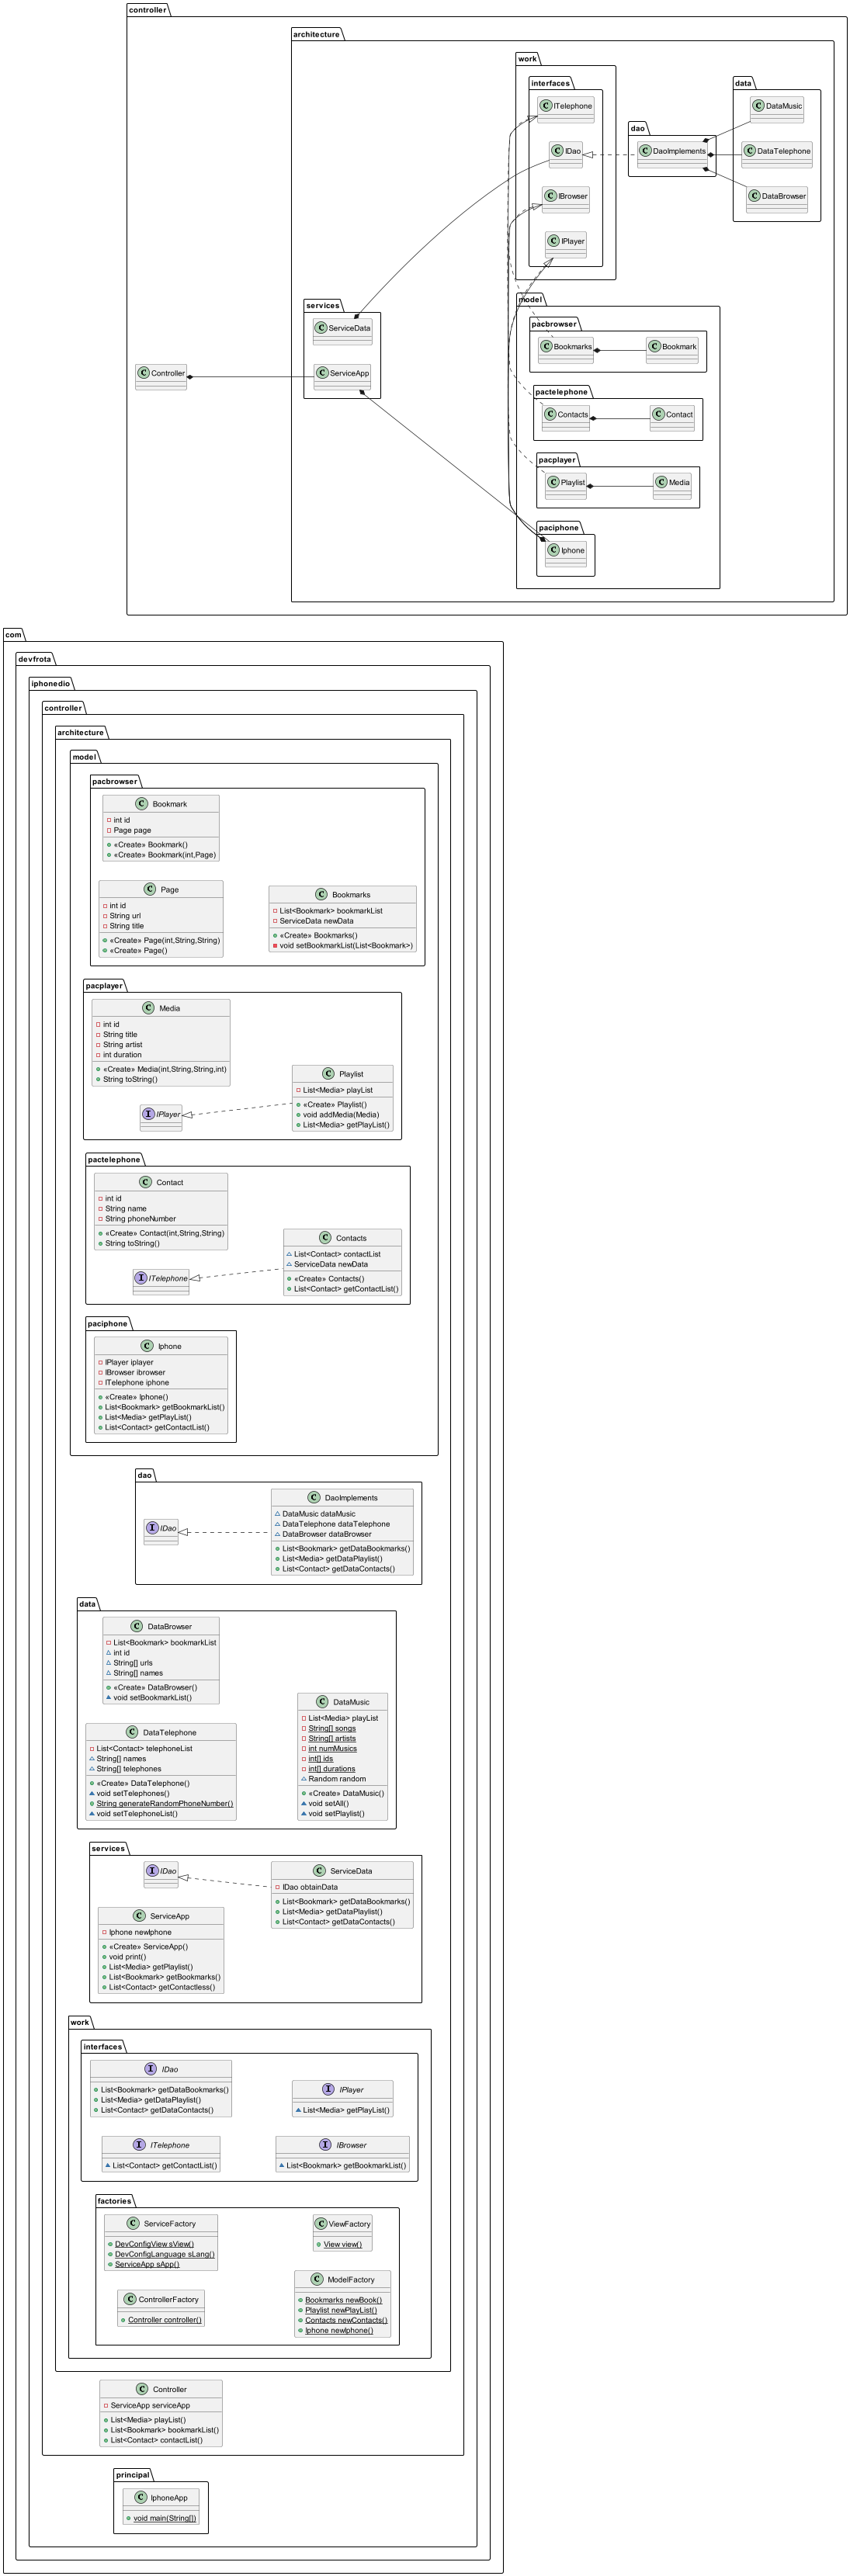 controller
architecture
work
interfaces
C ITelephone
C IDao
C IBrowser
C IPlayer
dao
C DaoImplements
data
C DataMusic
C DataTelephone
C DataBrowser
services
C ServiceData
C ServiceApp
C Controller
model
pacbrowser
C Bookmarks
C Bookmark
pactelephone
C Contacts
C Contact
pacplayer
C Playlist
C Media
paciphone
C Iphone
com
devfrota
iphonedio
controller
architecture
model
pacbrowser
C Bookmark
int id
Page page
«Create» Bookmark()
«Create» Bookmark(int,Page)
C Page
int id
String url
String title
«Create» Page(int,String,String)
«Create» Page()
C Bookmarks
List<Bookmark> bookmarkList
ServiceData newData
«Create» Bookmarks()
void setBookmarkList(List<Bookmark>)
pacplayer
C Media
int id
String title
String artist
int duration
«Create» Media(int,String,String,int)
String toString()
I IPlayer
C Playlist
List<Media> playList
«Create» Playlist()
void addMedia(Media)
List<Media> getPlayList()
pactelephone
C Contact
int id
String name
String phoneNumber
«Create» Contact(int,String,String)
String toString()
I ITelephone
C Contacts
List<Contact> contactList
ServiceData newData
«Create» Contacts()
List<Contact> getContactList()
paciphone
C Iphone
IPlayer iplayer
IBrowser ibrowser
ITelephone iphone
«Create» Iphone()
List<Bookmark> getBookmarkList()
List<Media> getPlayList()
List<Contact> getContactList()
dao
I IDao
C DaoImplements
DataMusic dataMusic
DataTelephone dataTelephone
DataBrowser dataBrowser
List<Bookmark> getDataBookmarks()
List<Media> getDataPlaylist()
List<Contact> getDataContacts()
data
C DataBrowser
List<Bookmark> bookmarkList
int id
String[] urls
String[] names
«Create» DataBrowser()
void setBookmarkList()
C DataTelephone
List<Contact> telephoneList
String[] names
String[] telephones
«Create» DataTelephone()
void setTelephones()
String generateRandomPhoneNumber()
void setTelephoneList()
C DataMusic
List<Media> playList
String[] songs
String[] artists
int numMusics
int[] ids
int[] durations
Random random
«Create» DataMusic()
void setAll()
void setPlaylist()
services
I IDao
C ServiceData
IDao obtainData
List<Bookmark> getDataBookmarks()
List<Media> getDataPlaylist()
List<Contact> getDataContacts()
C ServiceApp
Iphone newIphone
«Create» ServiceApp()
void print()
List<Media> getPlaylist()
List<Bookmark> getBookmarks()
List<Contact> getContactless()
work
interfaces
I IDao
List<Bookmark> getDataBookmarks()
List<Media> getDataPlaylist()
List<Contact> getDataContacts()
I IPlayer
List<Media> getPlayList()
I ITelephone
List<Contact> getContactList()
I IBrowser
List<Bookmark> getBookmarkList()
factories
C ServiceFactory
DevConfigView sView()
DevConfigLanguage sLang()
ServiceApp sApp()
C ViewFactory
View view()
C ControllerFactory
Controller controller()
C ModelFactory
Bookmarks newBook()
Playlist newPlayList()
Contacts newContacts()
Iphone newIphone()
C Controller
ServiceApp serviceApp
List<Media> playList()
List<Bookmark> bookmarkList()
List<Contact> contactList()
principal
C IphoneApp
void main(String[])